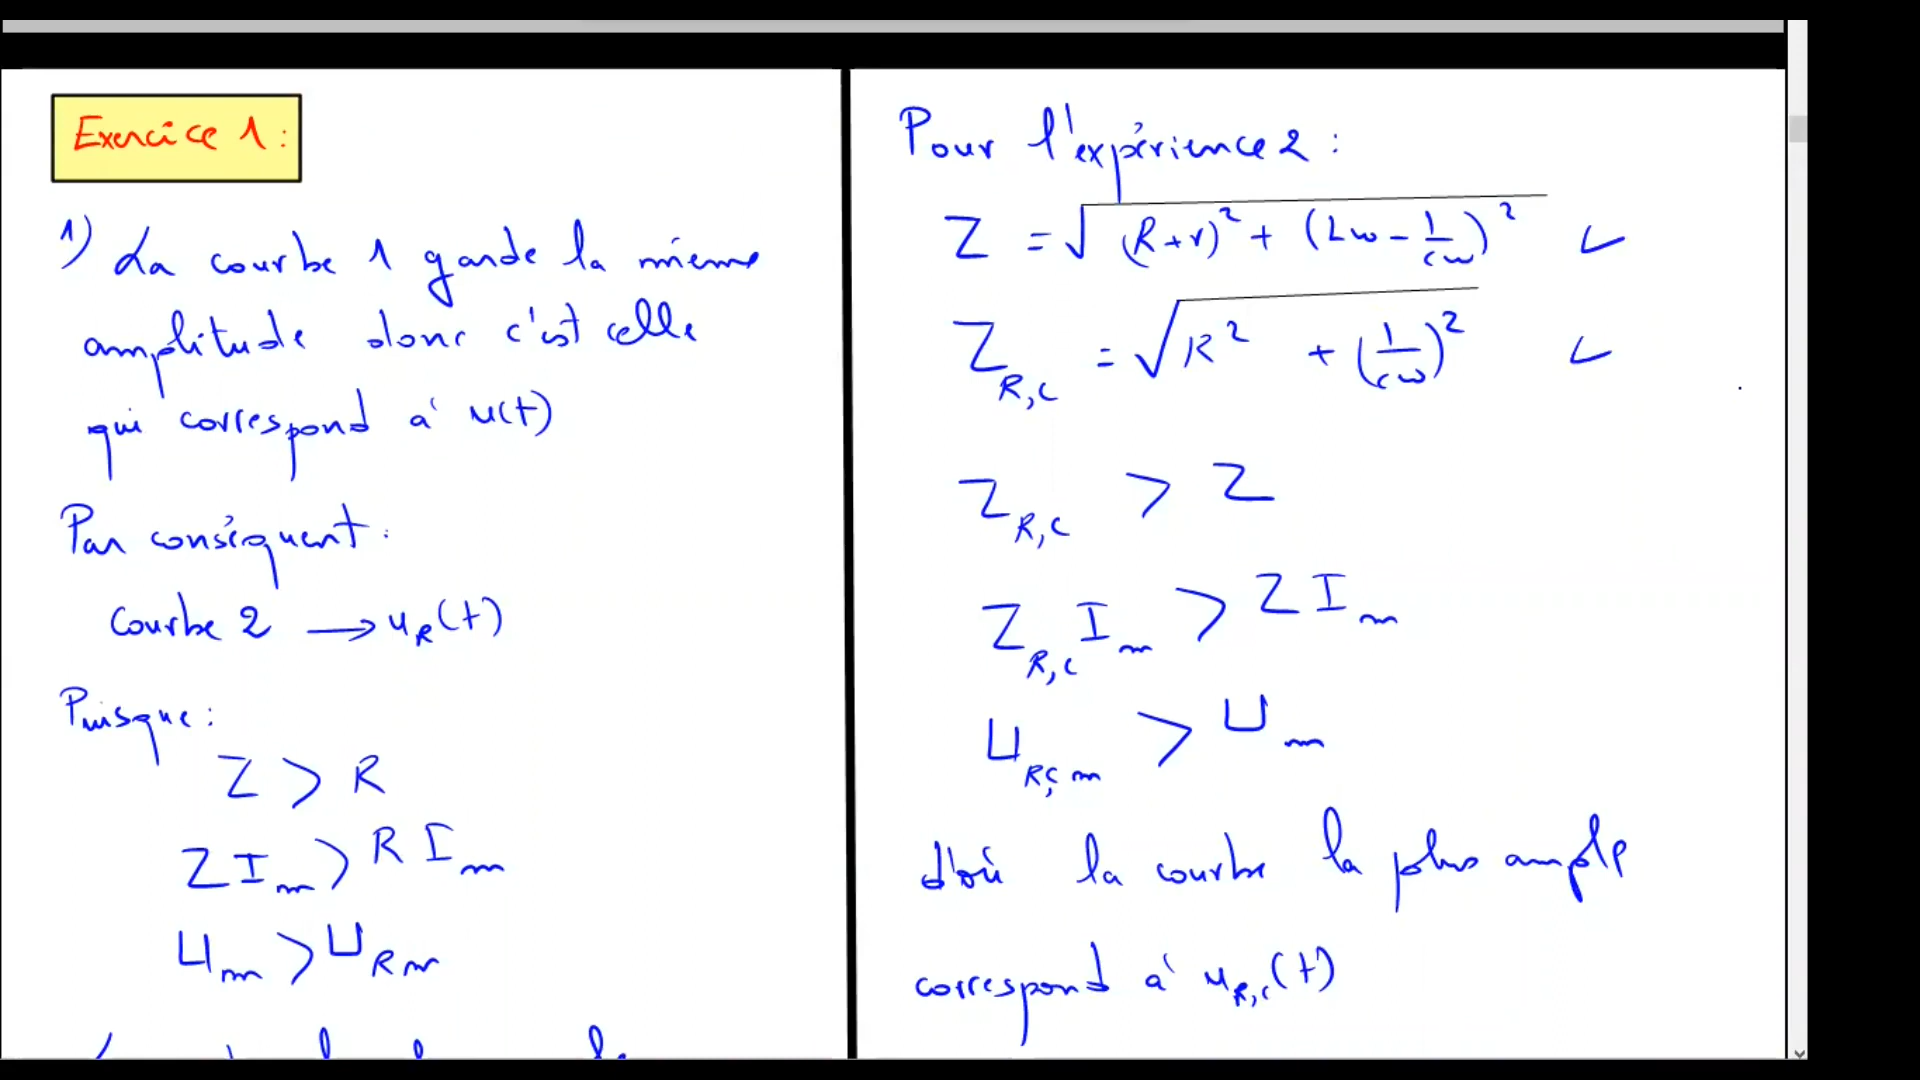 Exercice 1 :
1) La courbe 1 garde la même
amplitude donc c'est celle
qui correspond à u(t)
Par conséquent :
Courbe 2 → u_R(t)
Puisque :
Z > R
Z I_m > R I_m
U_m > U_Rm
Pour l'expérience 2 :
Z = √((R+r)² + (Lω - 1/cω)²) ✓
Z_R,C = √(R² + (1/cω)²) ✓
Z_R,C > Z
Z_R,C I_m > Z I_m
U_RC,m > U_m
d'où la courbe la plus ample
correspond à u_R,C(t)